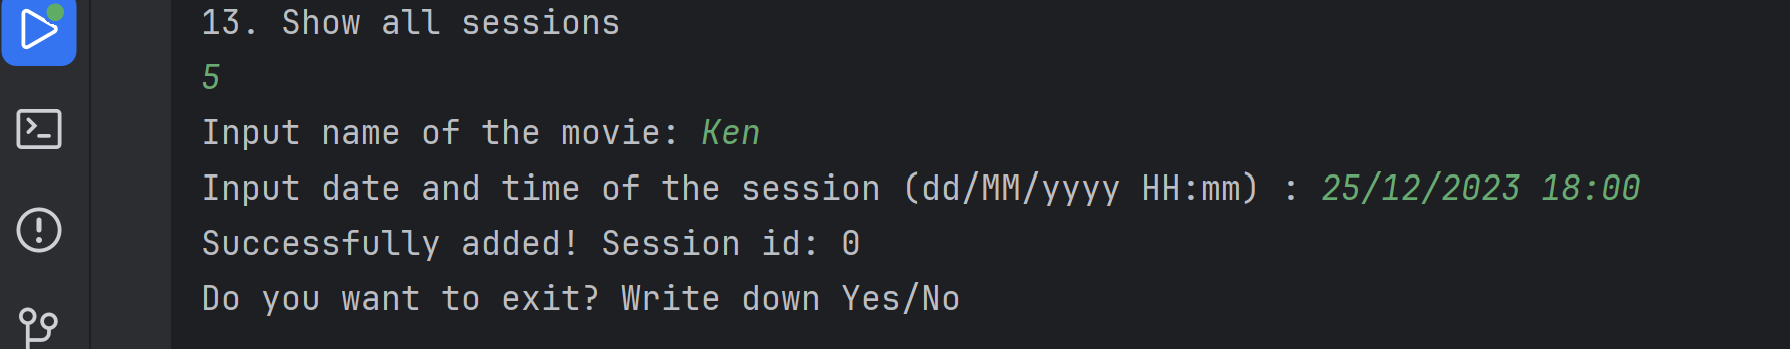 13. Show all sessions
5
Input name of the movie: Ken
Input date and time of the session (dd/MM/yyyy HH:mm) : 25/12/2023 18:00
Successfully added! Session id: 0
Do you want to exit? Write down Yes/No